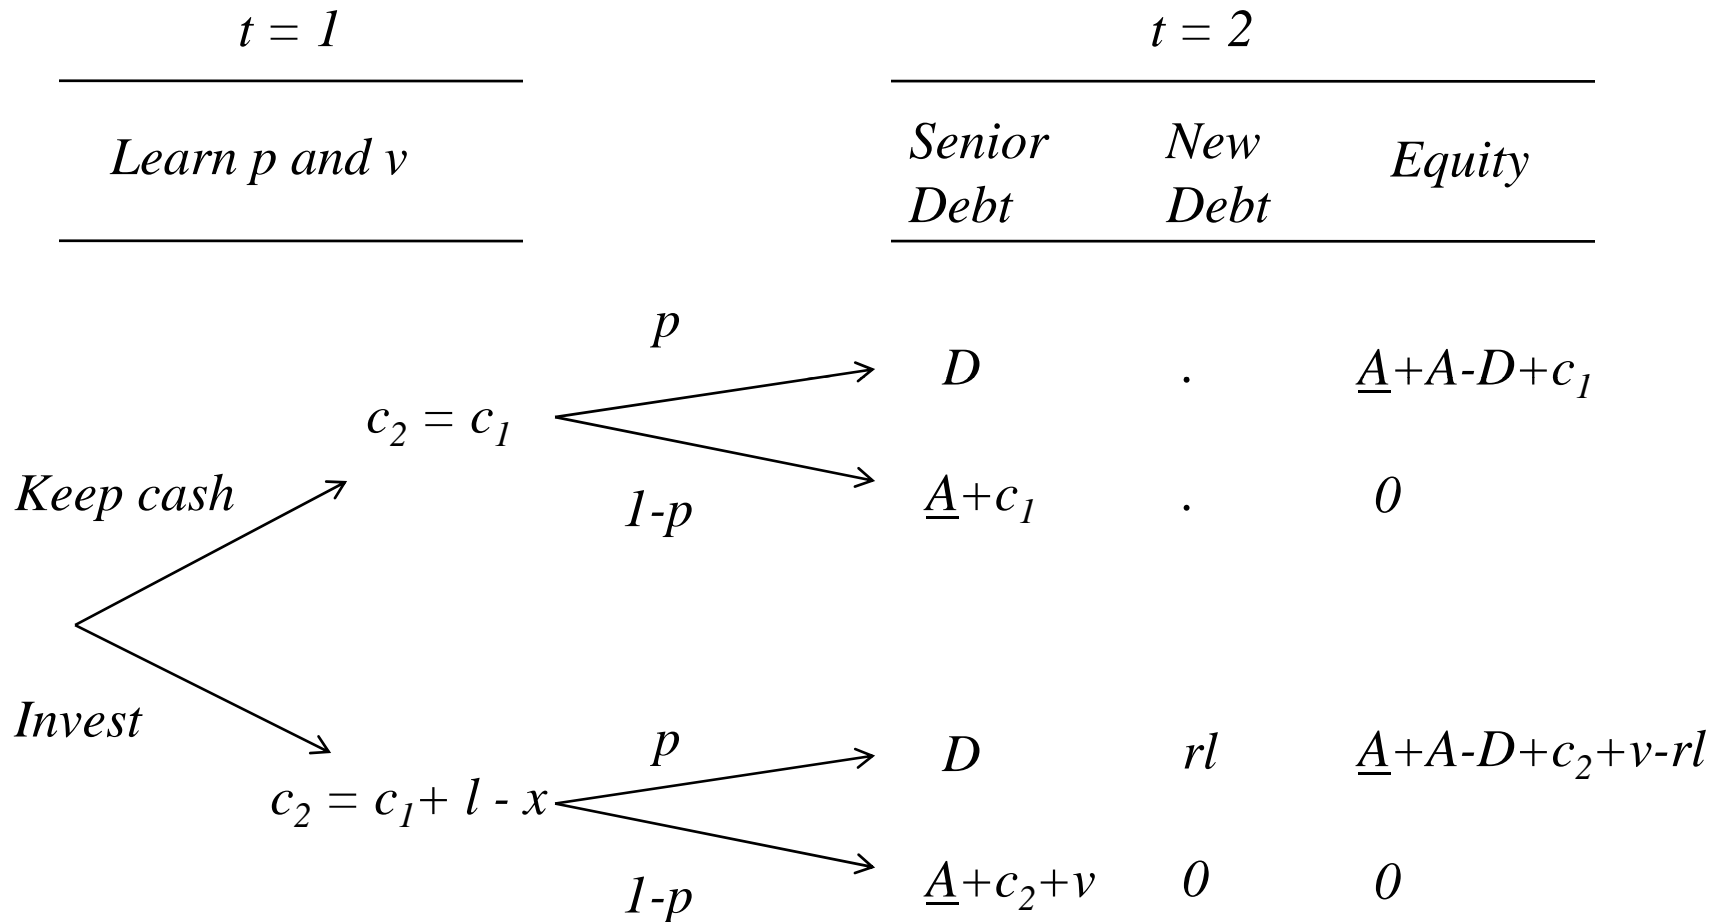 t = 1 t = 2
Learn p and v Senior Debt New Debt Equity
p
D . A+A-D+c₁
c₂ = c₁
Keep cash
1-p A+c₁ . 0
Invest
p D rl A+A-D+c₂+v-rl
c₂ = c₁+ l - x
1-p A+c₂+v 0 0